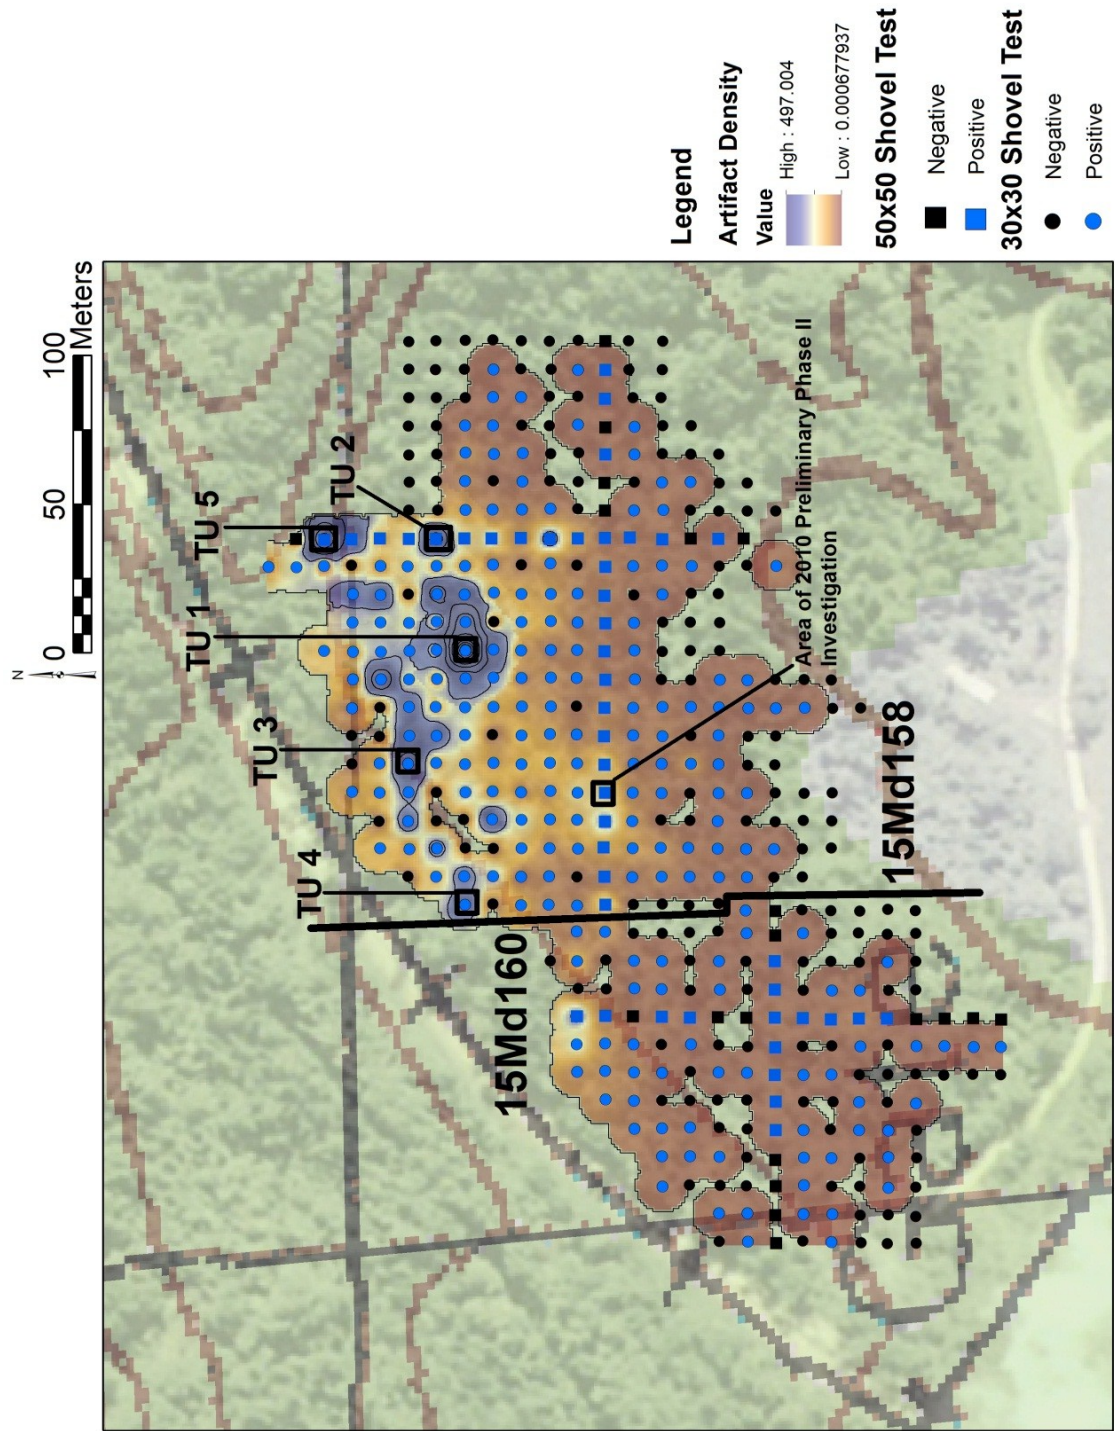 N
0 50 100
Meters
TU 5
TU 2
TU 1
TU 3
TU 4
15Md160
15Md158
Area of 2010 Preliminary Phase II
Investigation
Legend
Artifact Density
Value
High : 497.004
Low : 0.000677937
50x50 Shovel Test
Negative
Positive
30x30 Shovel Test
Negative
Positive